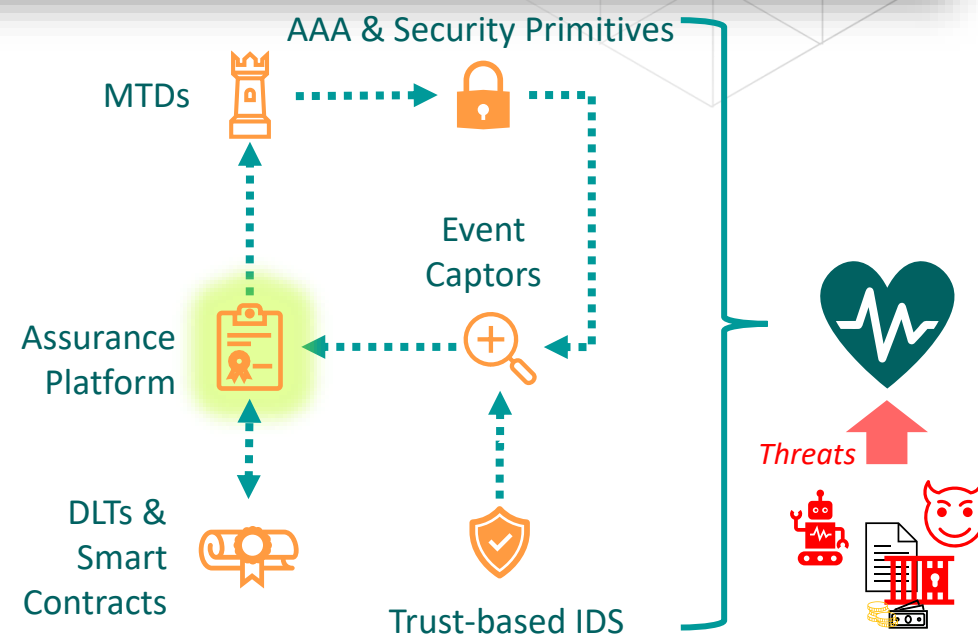 AAA & Security Primitives
MTDs
Event
Captors
Assurance
Platform
Threats
DLTs &
Smart
Contracts
Trust-based IDS